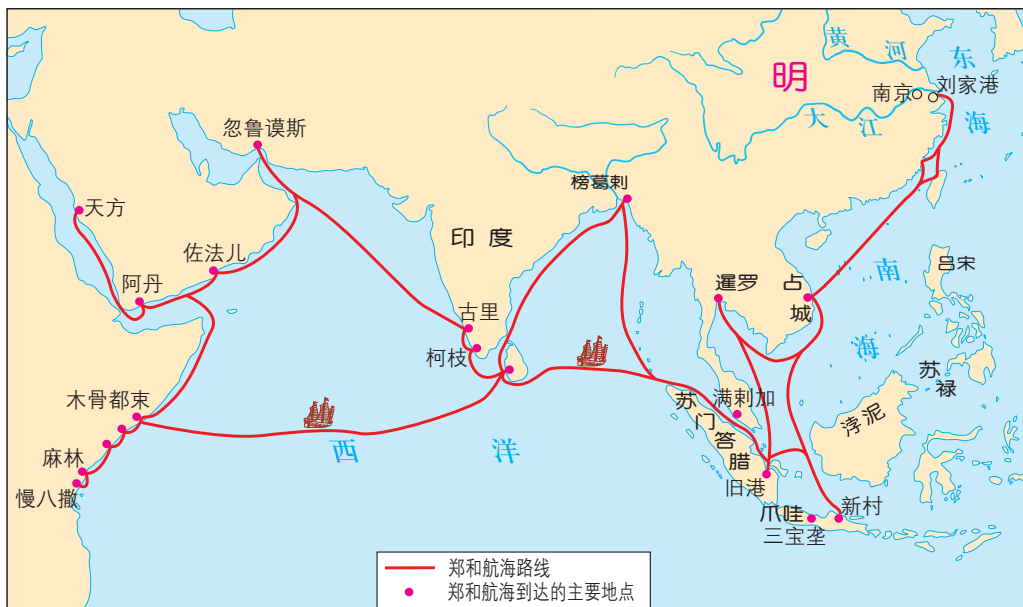 黄河
东海
明
南京
刘家港
大江
忽鲁谟斯
榜葛剌
天方
印度
佐法儿
阿丹
暹罗
占城
南海
吕宋
古里
柯枝
苏禄
木骨都束
满剌加
苏门答腊
浡泥
西洋
麻林
慢八撒
旧港
爪哇
新村
三宝垄
郑和航海路线
郑和航海到达的主要地点